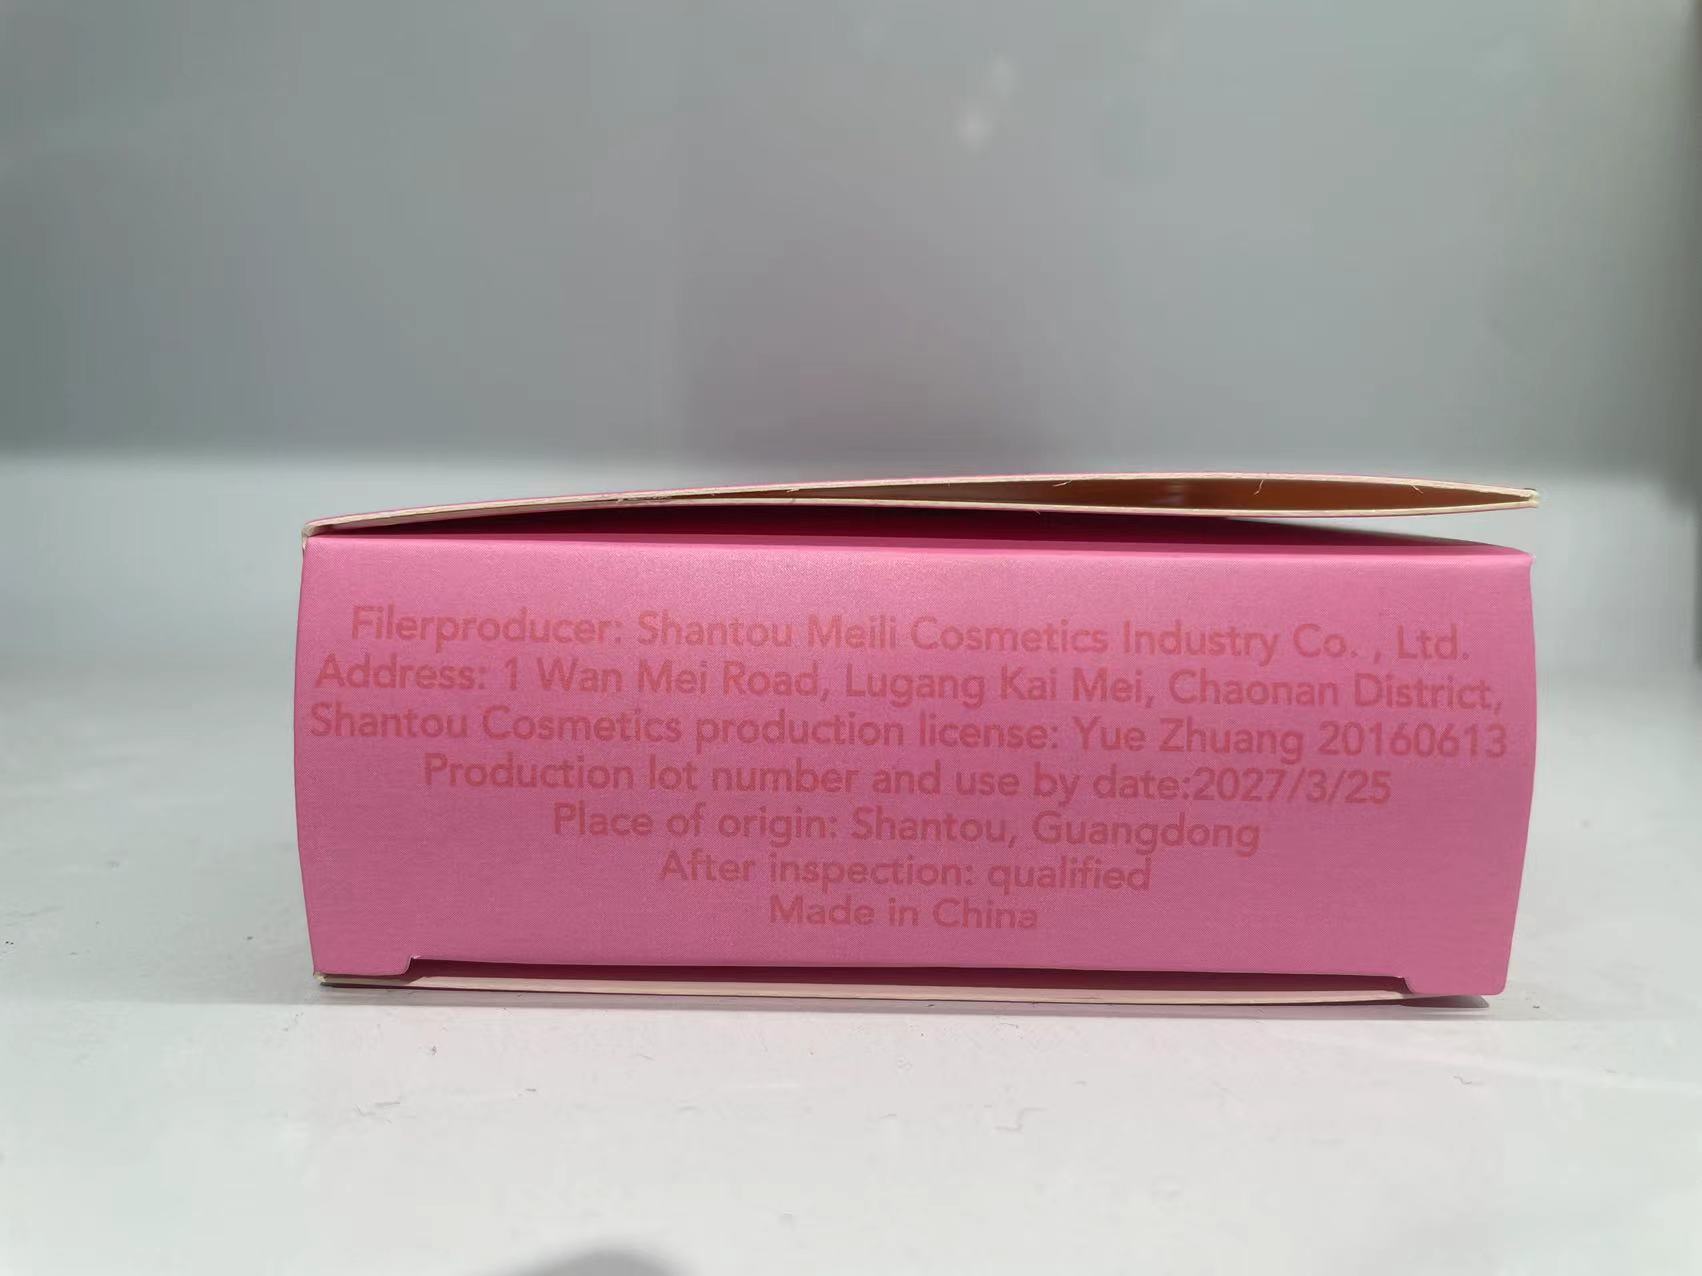 Filerproducer: Shantou Meili Cosmetics Industry Co. , Ltd.
Address: 1 Wan Mei Road, Lugang Kai Mei, Chaonan District,
Shantou Cosmetics production license: Yue Zhuang 20160613
Production lot number and use by date:2027/3/25
Place of origin: Shantou, Guangdong
After inspection: qualified
Made in China